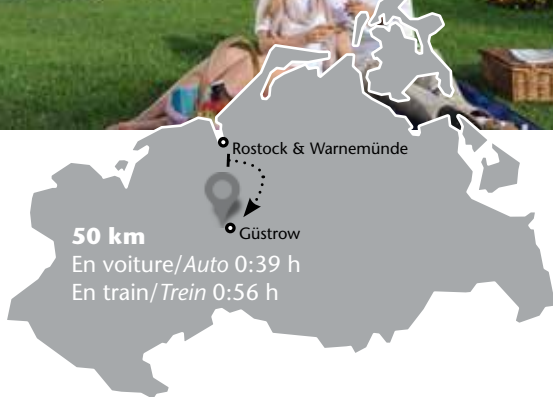 Rostock & Warnemünde
Güstrow
50 km
En voiture/Auto 0:39 h
En train/Trein 0:56 h